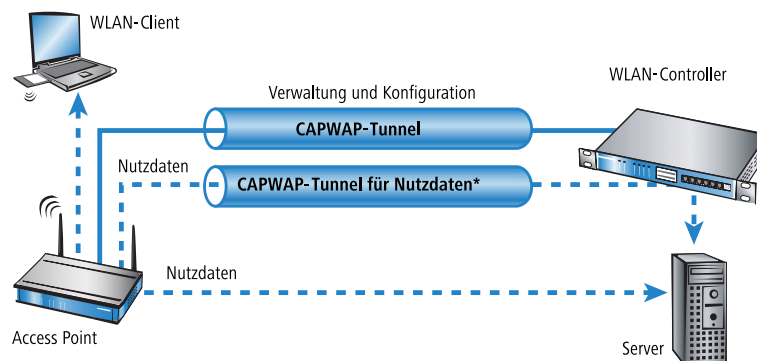 WLAN-Client
Verwaltung und Konfiguration
WLAN-Controller
CAPWAP-Tunnel
Nutzdaten
CAPWAP-Tunnel für Nutzdaten*
Nutzdaten
Access Point
Server